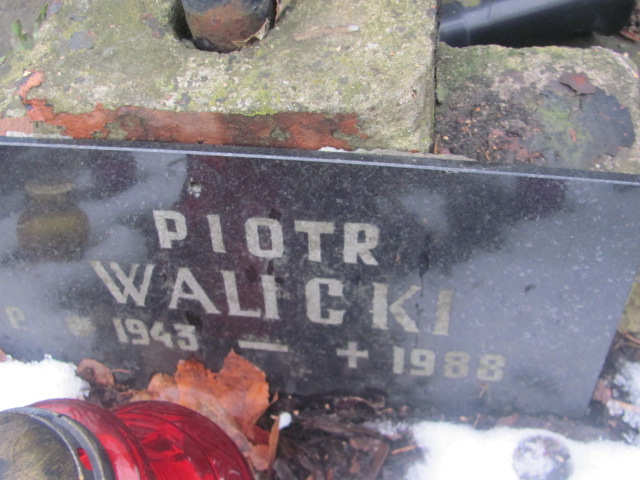 PIOTR
WALICKI
P. * 1943 — + 1988